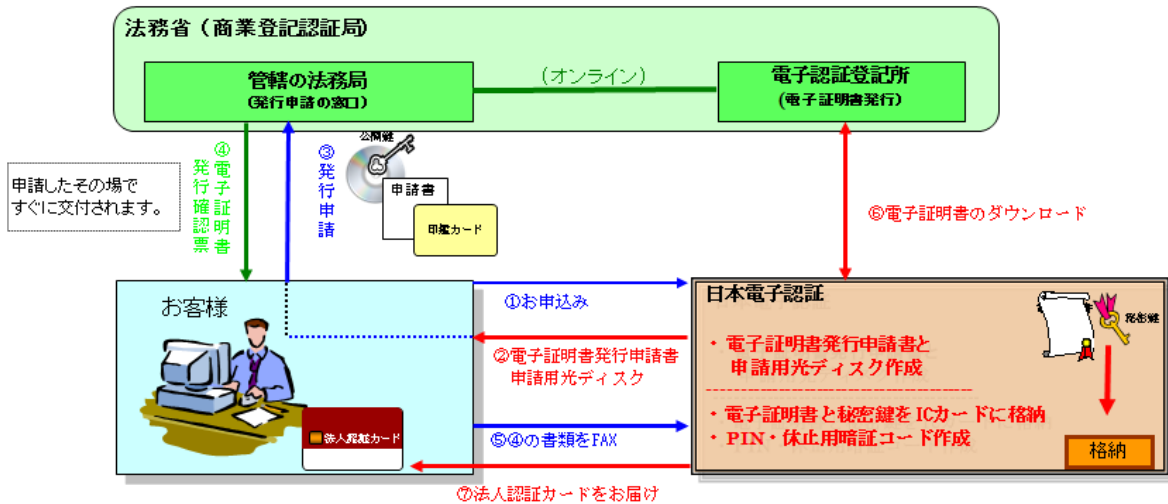 法務省（商業登記認証局）
管轄の法務局
（発行申請の窓口）
（オンライン）
電子認証登記所
（電子証明書発行）
申請したその場で
すぐに交付されます。
④電子証明書
発行確認票
③発行申請
公開鍵
申請書
印鑑カード
⑥電子証明書のダウンロード
お客様
法人認証カード
①お申込み
②電子証明書発行申請書
申請用光ディスク
⑤④の書類をFAX
⑦法人認証カードをお届け
日本電子認証
秘密鍵
・電子証明書発行申請書と
申請用光ディスク作成
・電子証明書と秘密鍵をICカードに格納
・PIN・休止用暗証コード作成
格納